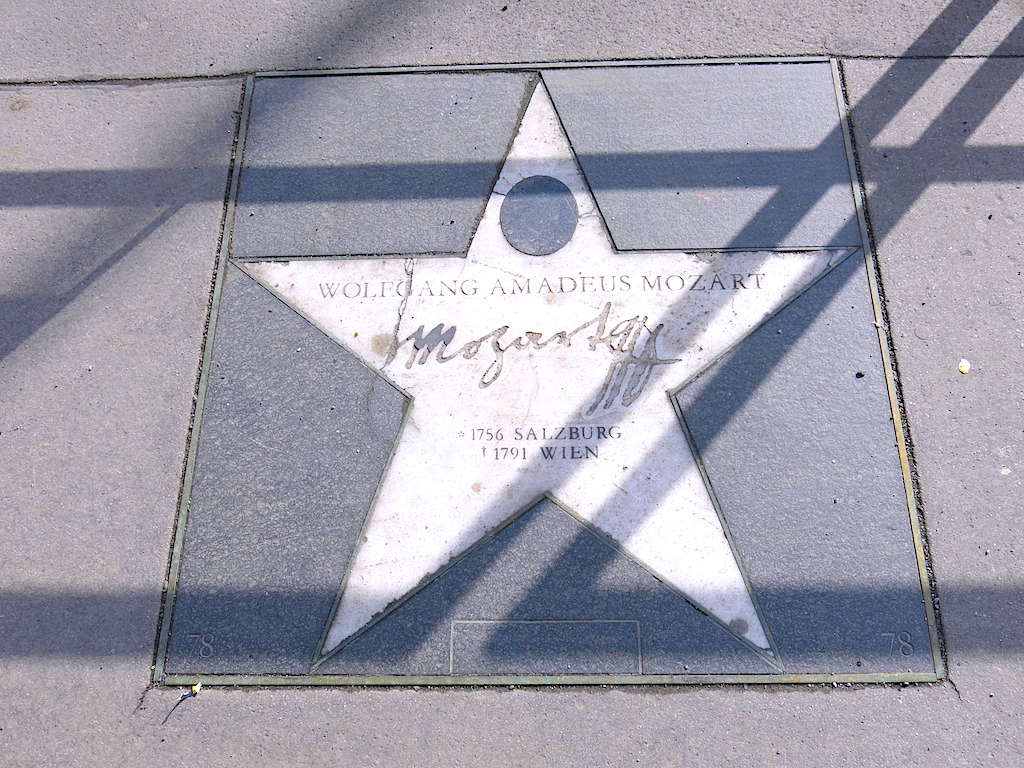 WOLFGANG AMADEUS MOZART
Mozart
* 1756 SALZBURG
† 1791 WIEN
78 78